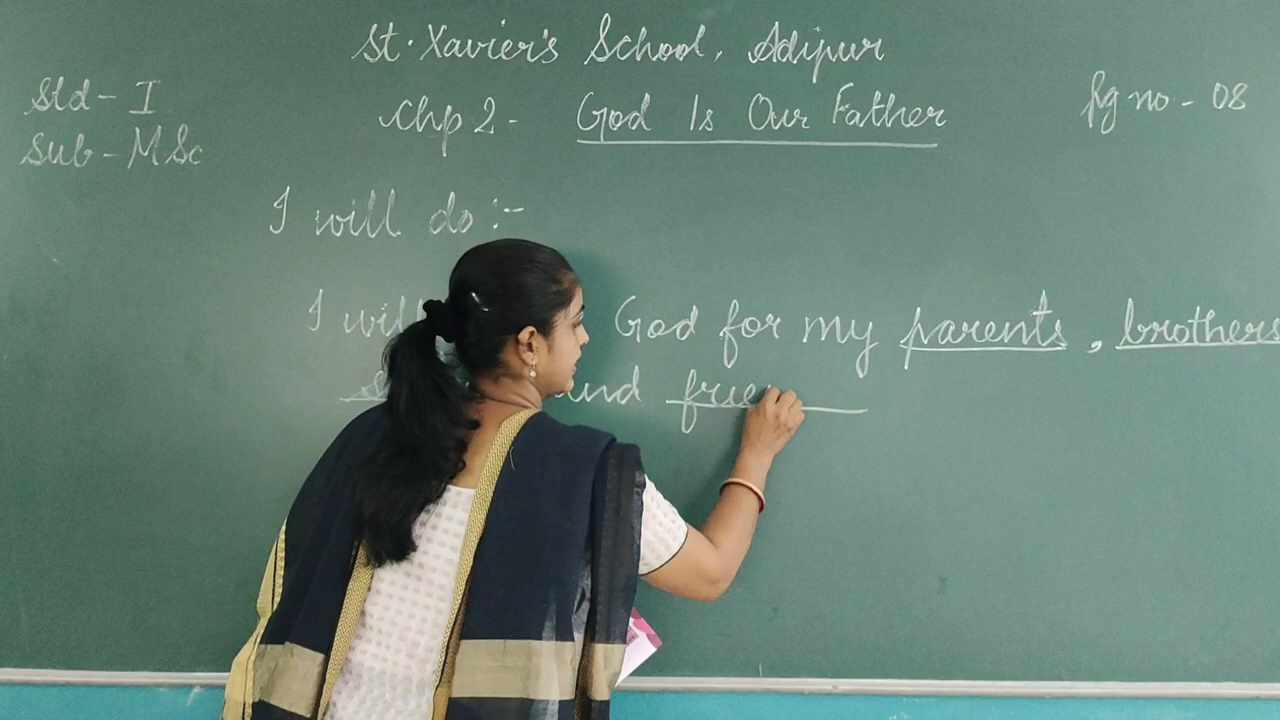 St. Xavier's School, Adipur
Std - I
Chp 2 - God Is Our Father
Pg no - 08
Sub - M Sc
I will do :-
I will God for my parents, brothers
and